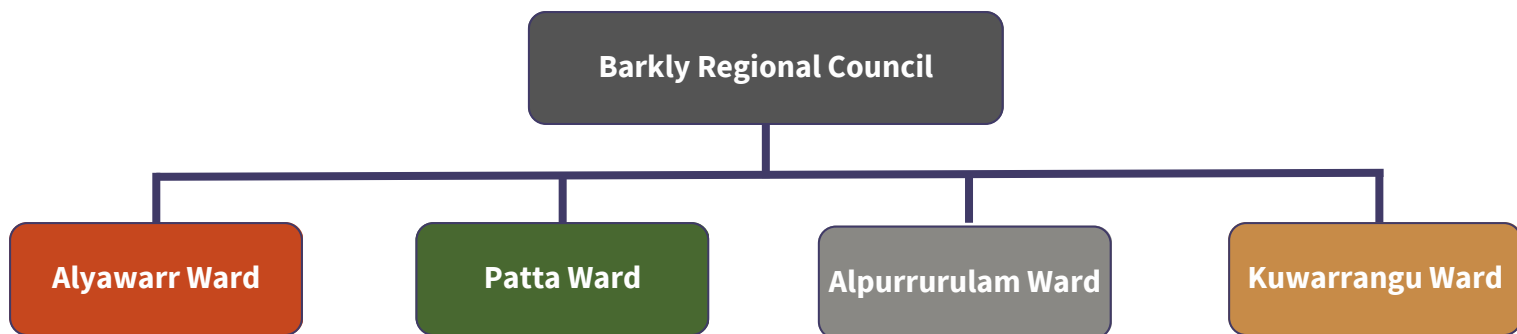 Barkly Regional Council
Alyawarr Ward
Patta Ward
Alpurrurulam Ward
Kuwarrangu Ward